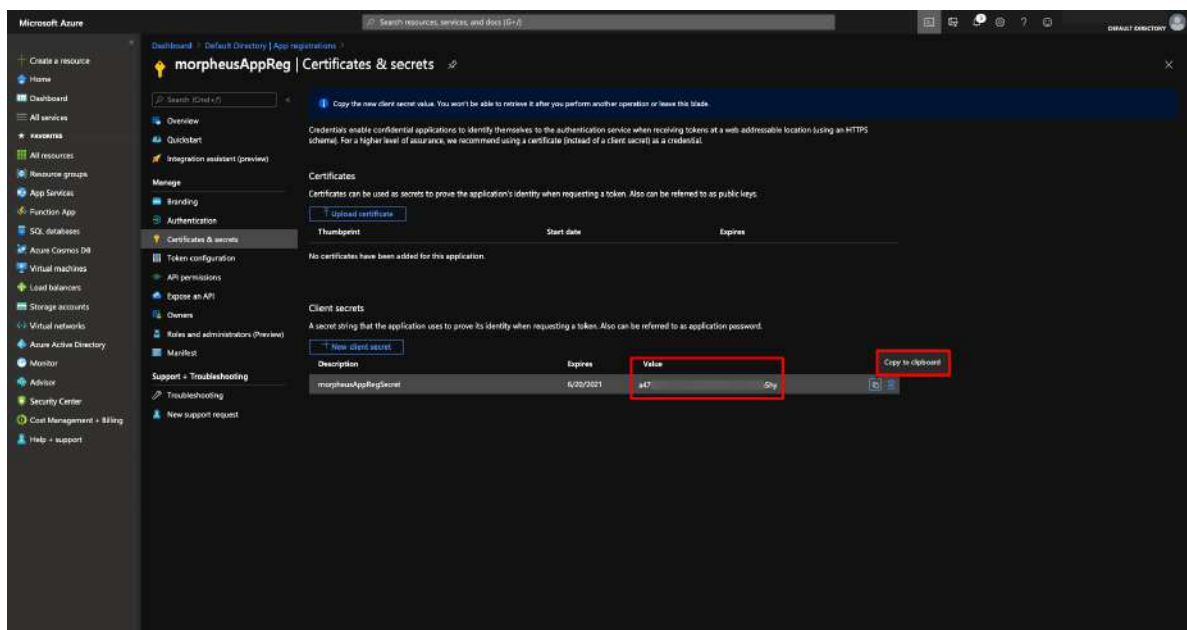 Microsoft Azure
Search resources, services, and docs (G+/)
DEFAULT DIRECTORY
Create a resource
Home
Dashboard
All services
FAVORITES
All resources
Resource groups
App Services
Function App
SQL databases
Azure Cosmos DB
Virtual machines
Load balancers
Storage accounts
Virtual networks
Azure Active Directory
Monitor
Advisor
Security Center
Cost Management + Billing
Help + support
Dashboard > Default Directory | App registrations >
morpheusAppReg | Certificates & secrets
Search (Cmd+/)
Overview
Quickstart
Integration assistant (preview)
Manage
Branding
Authentication
Certificates & secrets
Token configuration
API permissions
Expose an API
Owners
Roles and administrators (Preview)
Manifest
Support + Troubleshooting
Troubleshooting
New support request
Copy the new client secret value. You won't be able to retrieve it after you perform another operation or leave this blade.
Credentials enable confidential applications to identify themselves to the authentication service when receiving tokens at a web addressable location (using an HTTPS
scheme). For a higher level of assurance, we recommend using a certificate (instead of a client secret) as a credential.
Certificates
Certificates can be used as secrets to prove the application's identity when requesting a token. Also can be referred to as public keys.
Upload certificate
Thumbprint Start date Expires
No certificates have been added for this application.
Client secrets
A secret string that the application uses to prove its identity when requesting a token. Also can be referred to as application password.
New client secret
Copy to clipboard
Description Expires Value
morpheusAppRegSecret 6/20/2021 a47